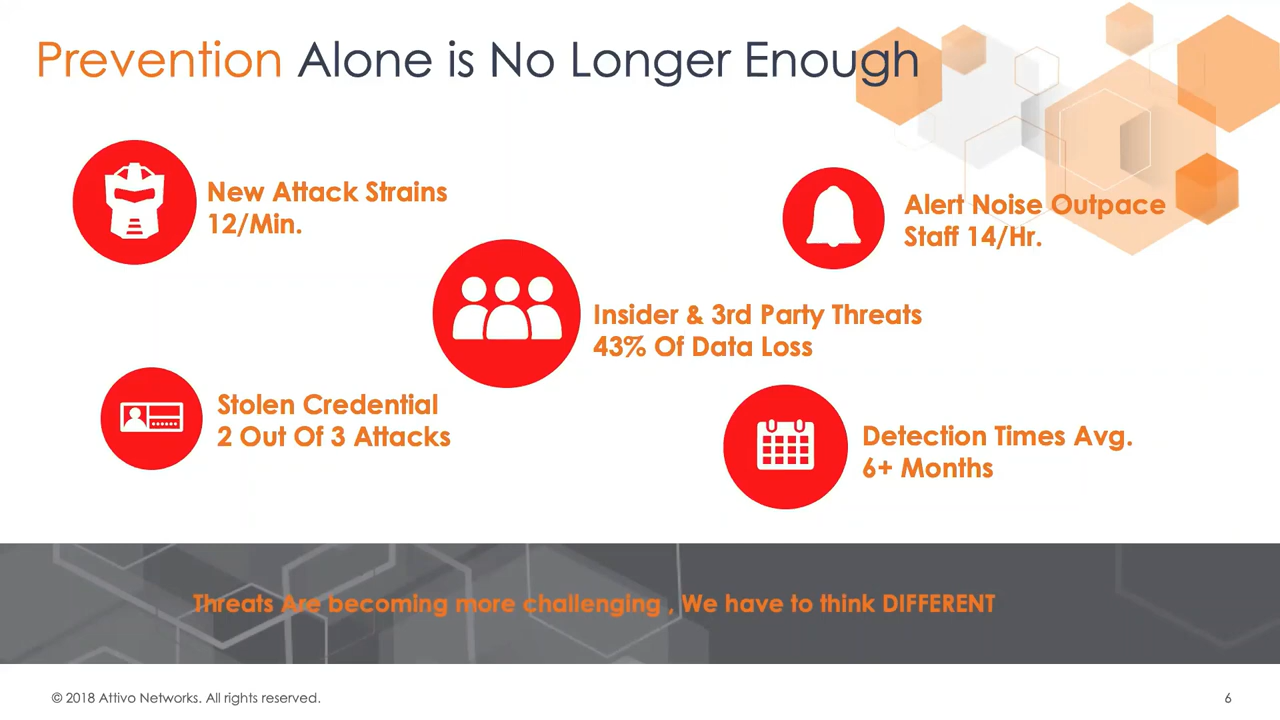 Prevention Alone is No Longer Enough
New Attack Strains
12/Min.
Alert Noise Outpace
Staff 14/Hr.
Insider & 3rd Party Threats
43% Of Data Loss
Stolen Credential
2 Out Of 3 Attacks
Detection Times Avg.
6+ Months
Threats Are becoming more challenging , We have to think DIFFERENT
© 2018 Attivo Networks. All rights reserved.
6